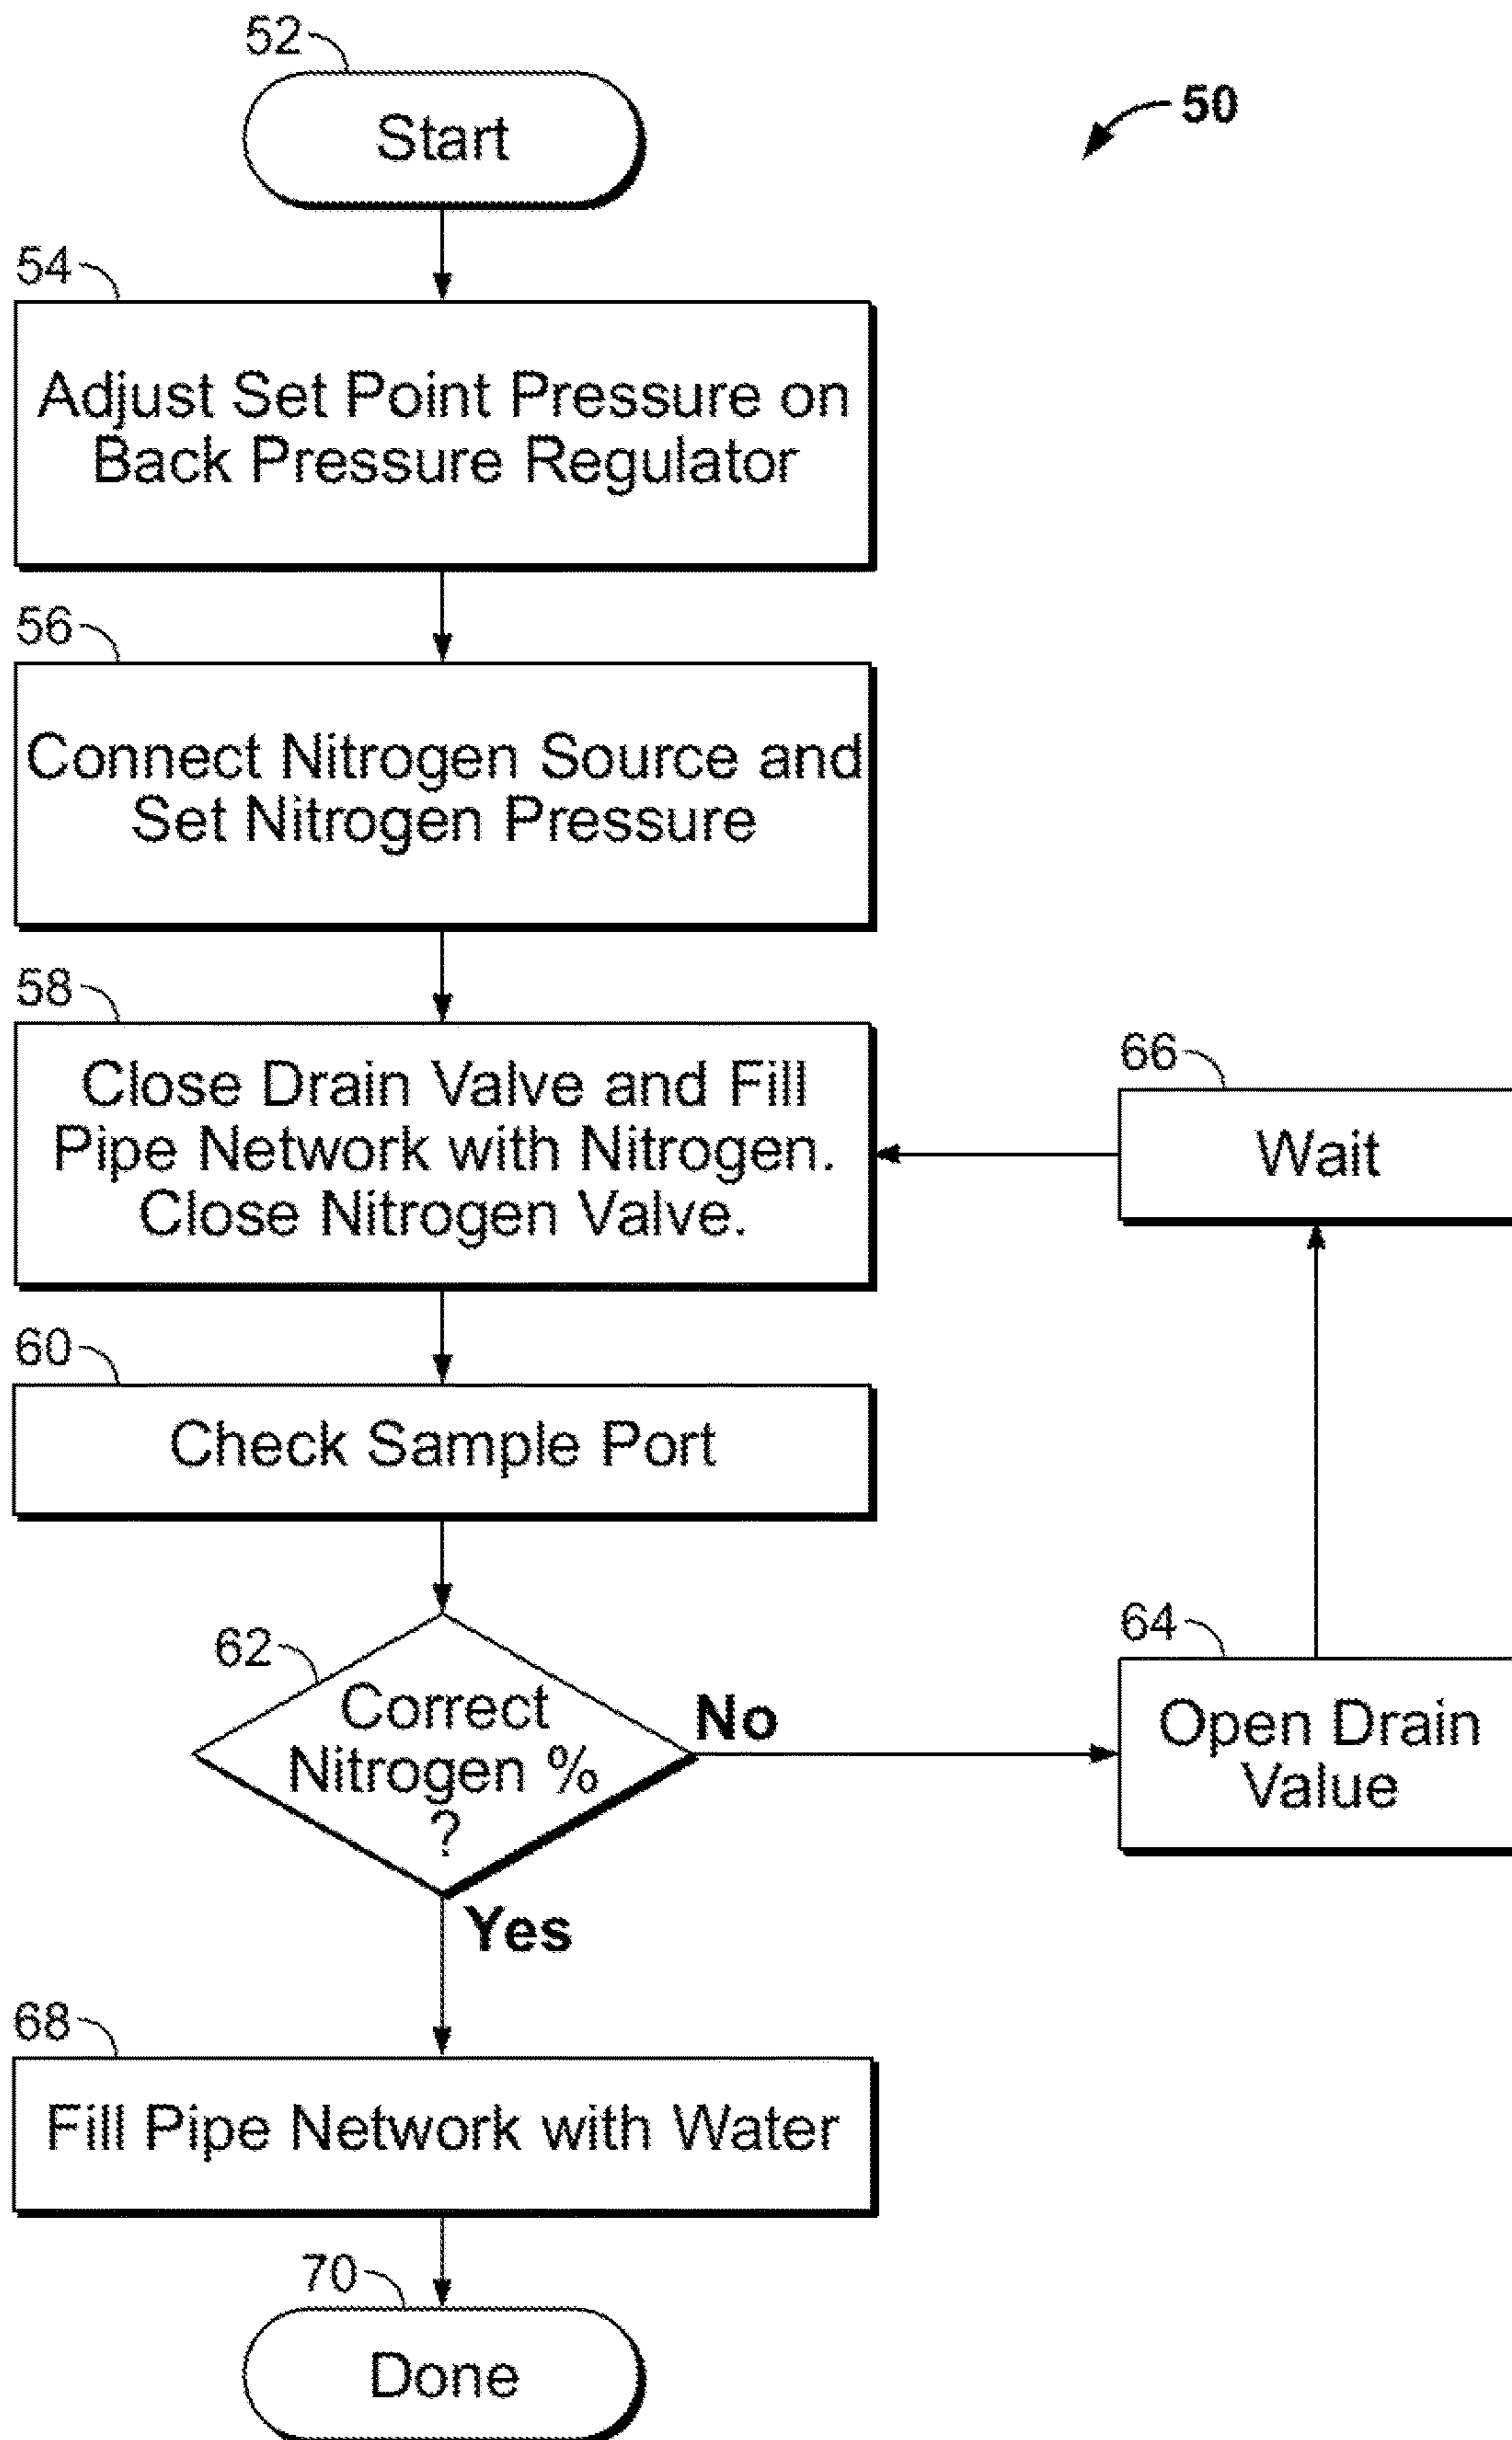 52
Start
50
54
Adjust Set Point Pressure on
Back Pressure Regulator
56
Connect Nitrogen Source and
Set Nitrogen Pressure
58
Close Drain Valve and Fill
Pipe Network with Nitrogen.
Close Nitrogen Valve.
66
Wait
60
Check Sample Port
62
Correct
Nitrogen %
?
No
64
Open Drain
Value
Yes
68
Fill Pipe Network with Water
70
Done